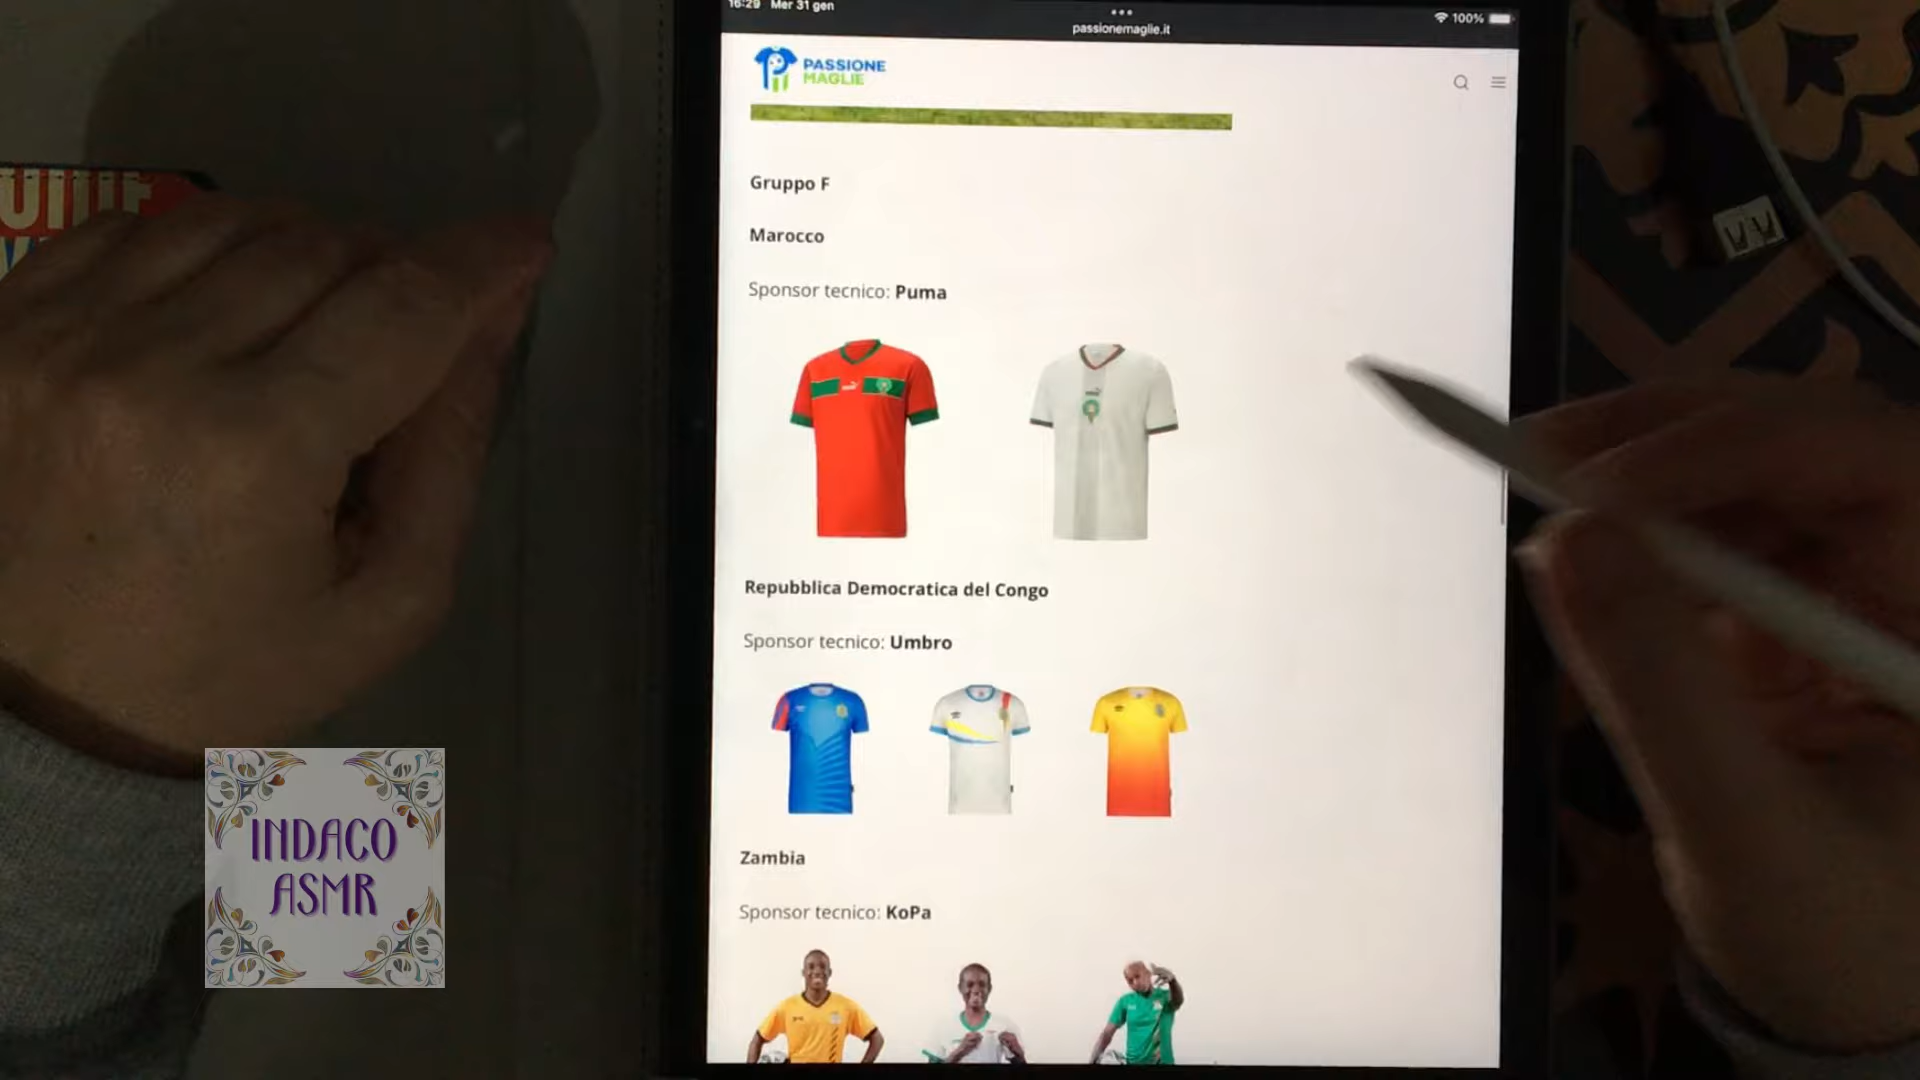 16:29 Mer 31 gen
passionemaglie.it
100%
PASSIONE
MAGLIE
Gruppo F
Marocco
Sponsor tecnico: Puma
Repubblica Democratica del Congo
Sponsor tecnico: Umbro
Zambia
Sponsor tecnico: KoPa
INDACO
ASMR